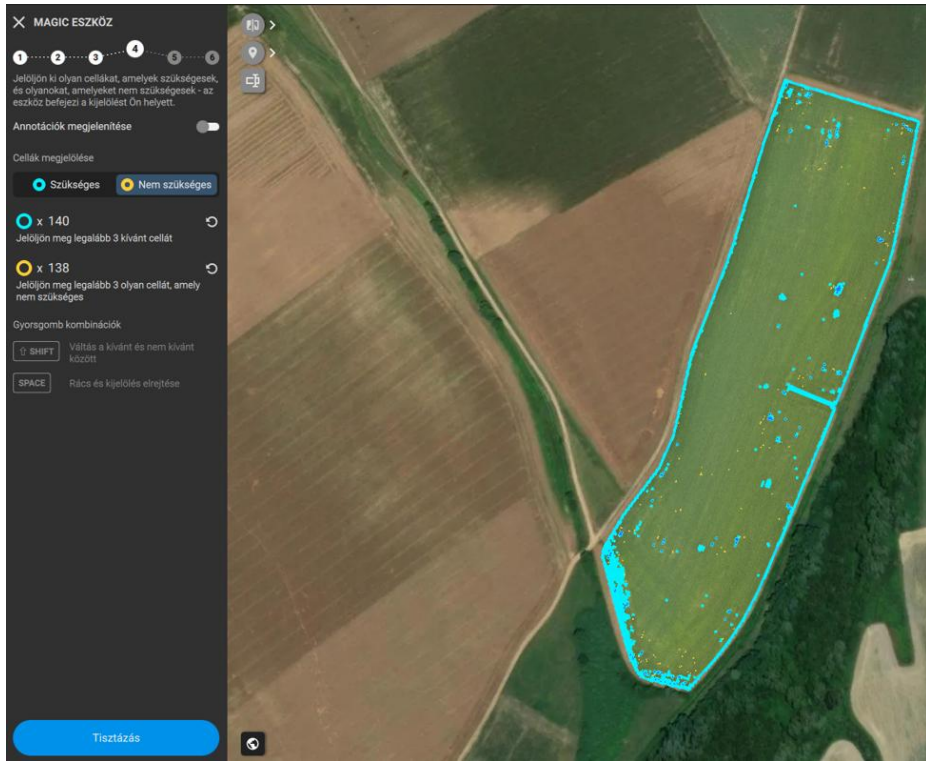 MAGIC ESZKÖZ
1 2 3 4 5 6
Jelöljön ki olyan cellákat, amelyek szükségesek,
és olyanokat, amelyeket nem szükségesek - az
eszköz befejezi a kijelölést Ön helyett.
Annotációk megjelenítése
Cellák megjelölése
Szükséges Nem szükséges
x 140
Jelöljön meg legalább 3 kívánt cellát
x 138
Jelöljön meg legalább 3 olyan cellát, amely
nem szükséges
Gyorsgomb kombinációk
⇧ SHIFT Váltás a kívánt és nem kívánt
között
SPACE Rács és kijelölés elrejtése
Tisztázás